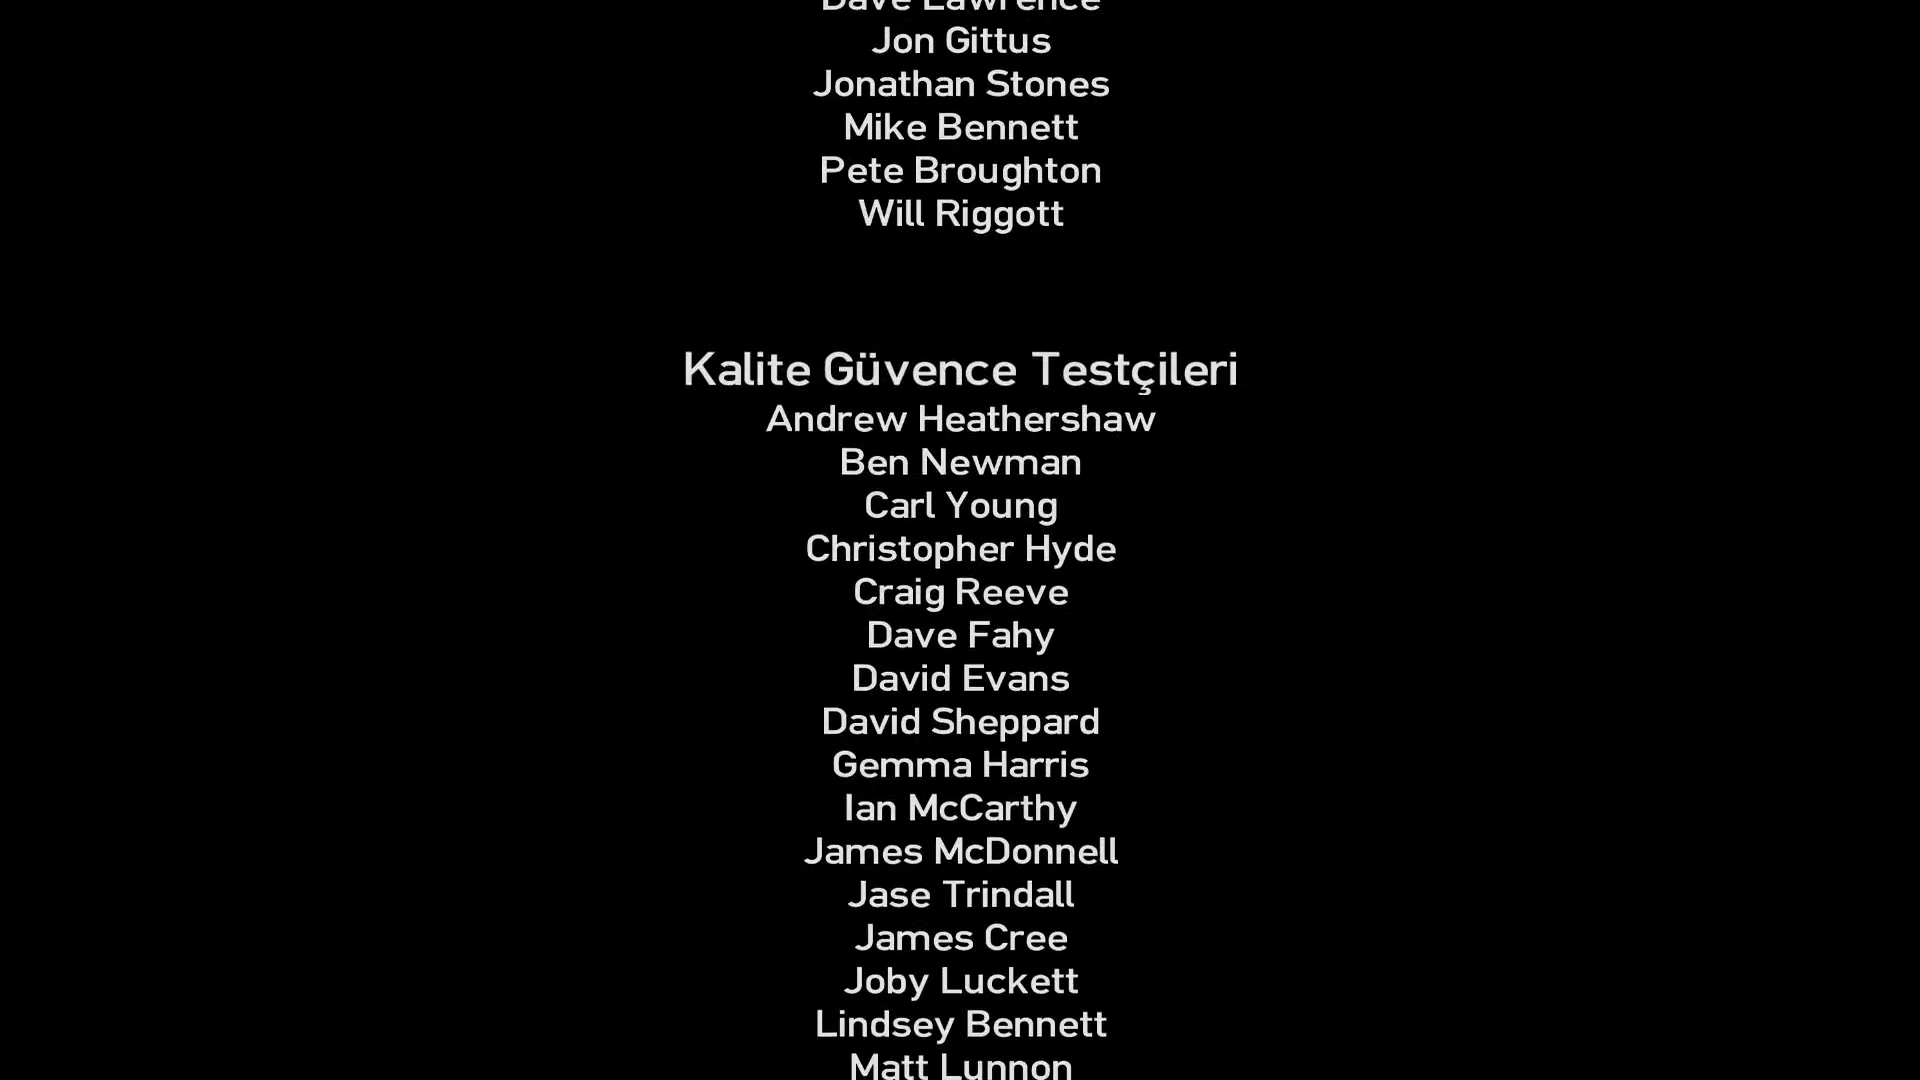 Dave Lawrence
Jon Gittus
Jonathan Stones
Mike Bennett
Pete Broughton
Will Riggott
Kalite Güvence Testçileri
Andrew Heathershaw
Ben Newman
Carl Young
Christopher Hyde
Craig Reeve
Dave Fahy
David Evans
David Sheppard
Gemma Harris
Ian McCarthy
James McDonnell
Jase Trindall
James Cree
Joby Luckett
Lindsey Bennett
Matt Lunnon